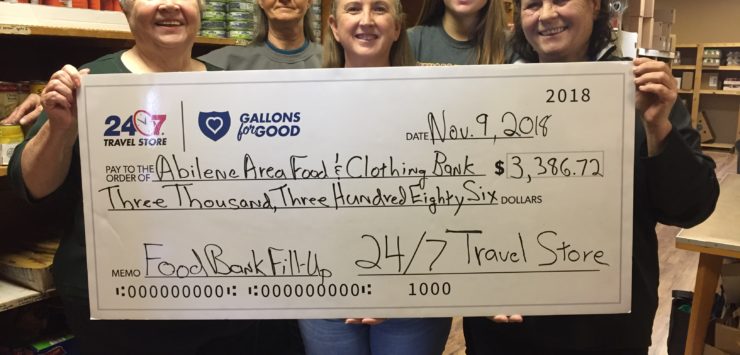 2018
24/7
TRAVEL STORE
GALLONS
for GOOD
DATE Nov. 9, 2018
PAY TO THE
ORDER OF Abilene Area Food & Clothing Bank $ 3,386.72
Three Thousand, Three Hundred Eighty Six DOLLARS
MEMO Food Bank Fill-Up 24/7 Travel Store
⑆000000000⑆ ⑆000000000⑆ 1000